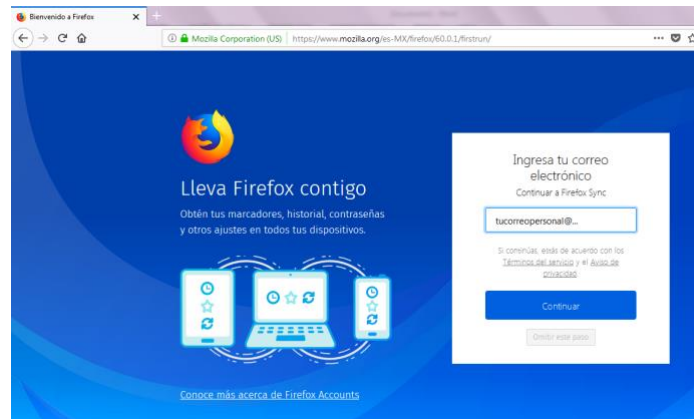 Bienvenido a Firefox
Mozilla Corporation (US)
https://www.mozilla.org/es-MX/firefox/60.0.1/firstrun/
Lleva Firefox contigo
Obtén tus marcadores, historial, contraseñas
y otros ajustes en todos tus dispositivos.
Conoce más acerca de Firefox Accounts
Ingresa tu correo
electrónico
Continuar a Firefox Sync
tucorreopersonal@...
Si continúas, estás de acuerdo con los
Términos del servicio y el Aviso de
privacidad
Continuar
Omitir este paso